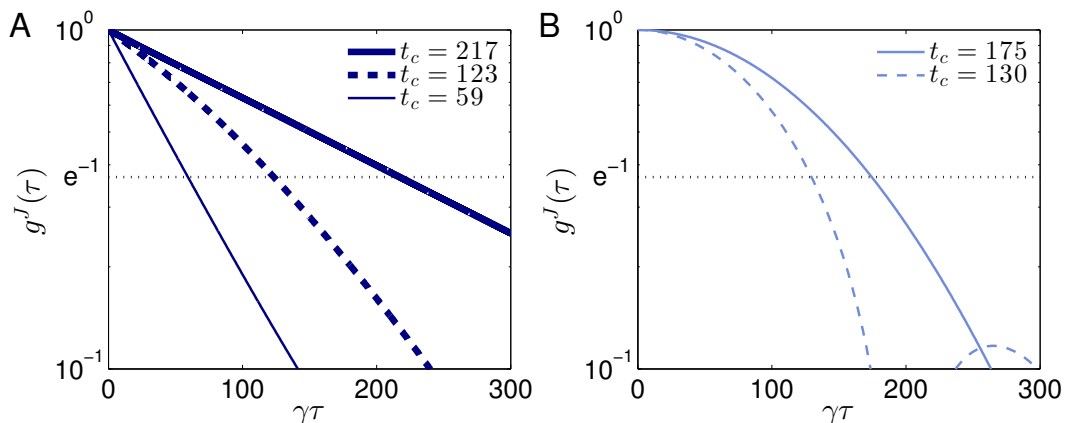 A
10^0
e^-1
10^-1
g^J(τ)
t_c = 217
t_c = 123
t_c = 59
0 100 200 300
γτ
B
10^0
e^-1
10^-1
g^J(τ)
t_c = 175
t_c = 130
0 100 200 300
γτ